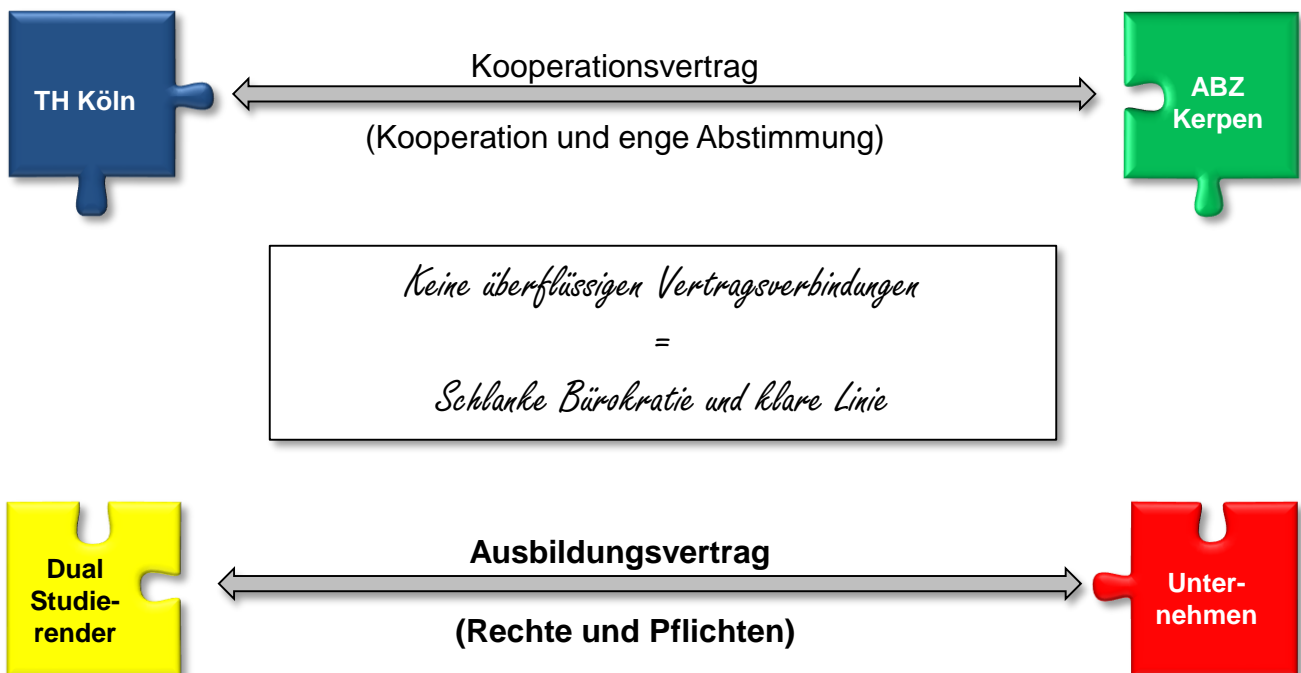 TH Köln
Kooperationsvertrag
(Kooperation und enge Abstimmung)
ABZ
Kerpen
Keine überflüssigen Vertragsverbindungen
=
Schlanke Bürokratie und klare Linie
Dual
Studie-
render
Ausbildungsvertrag
(Rechte und Pflichten)
Unter-
nehmen